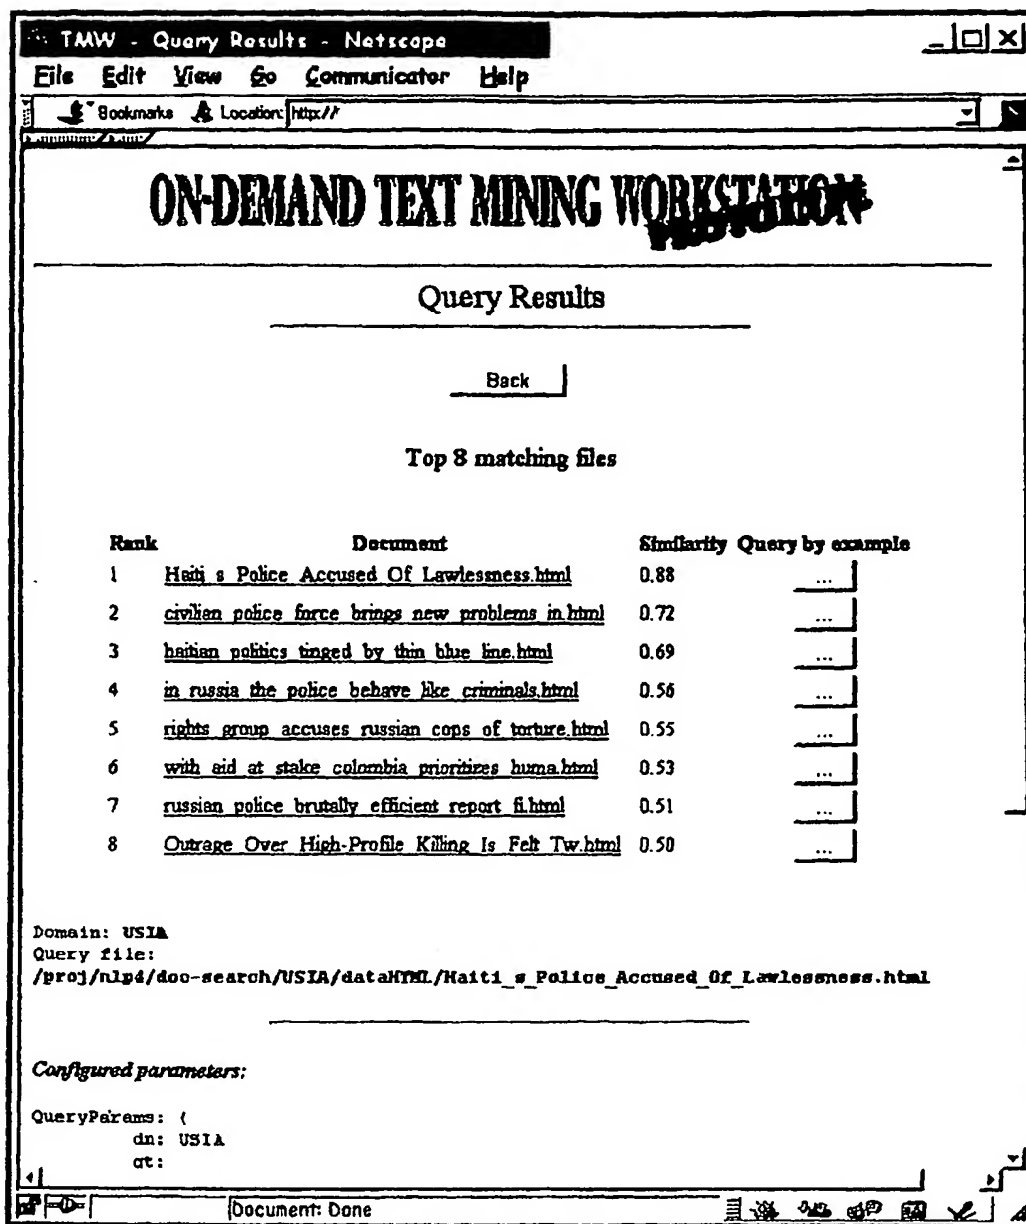 TMW - Query Results - Netscape
File Edit View Go Communicator Help
Bookmarks Location: http://
ON-DEMAND TEXT MINING WORKSTATION
Query Results
Back
Top 8 matching files
Rank Document Similarity Query by example
1 Haiti s Police Accused Of Lawlessness.html 0.88 ...
2 civilian police force brings new problems in.html 0.72 ...
3 haitian politics tinged by thin blue line.html 0.69 ...
4 in russia the police behave like criminals.html 0.56 ...
5 rights group accuses russian cops of torture.html 0.55 ...
6 with aid at stake colombia prioritizes huma.html 0.53 ...
7 russian police brutally efficient report fi.html 0.51 ...
8 Outrage Over High-Profile Killing Is Felt Tw.html 0.50 ...
Domain: USIA
Query file:
/proj/nlp4/doc-search/USIA/dataHTML/Haiti_s_Police_Accused_Of_Lawlessness.html
Configured parameters:
QueryParams: (
dn: USIA
qt:
Document: Done